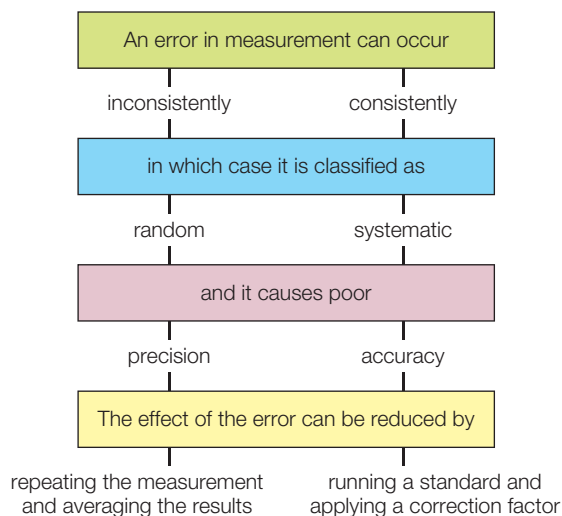 An error in measurement can occur
inconsistently
consistently
in which case it is classified as
random
systematic
and it causes poor
precision
accuracy
The effect of the error can be reduced by
repeating the measurement
and averaging the results
running a standard and
applying a correction factor